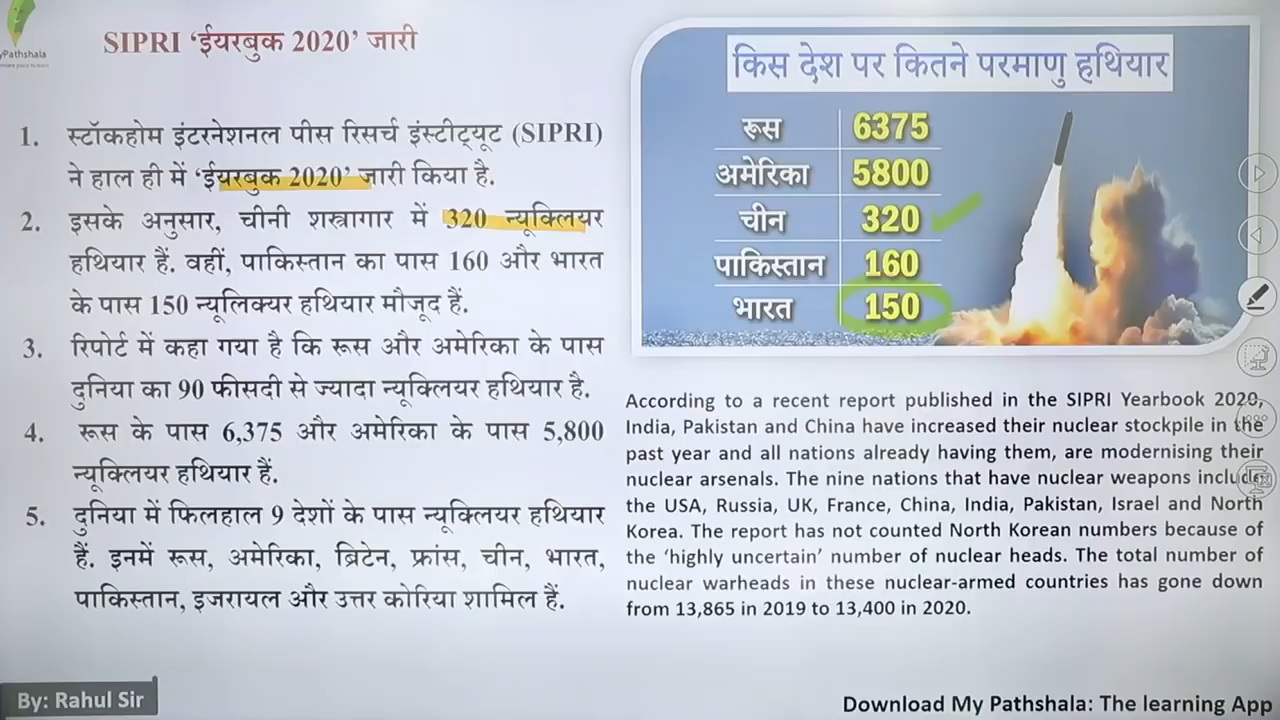 yPathshala
SIPRI ‘ईयरबुक 2020’ जारी
1. स्टॉकहोम इंटरनेशनल पीस रिसर्च इंस्टीट्यूट (SIPRI)
ने हाल ही में ‘ईयरबुक 2020’ जारी किया है.
2. इसके अनुसार, चीनी शस्त्रागार में 320 न्यूक्लियर
हथियार हैं. वहीं, पाकिस्तान का पास 160 और भारत
के पास 150 न्यूलिक्यर हथियार मौजूद हैं.
3. रिपोर्ट में कहा गया है कि रूस और अमेरिका के पास
दुनिया का 90 फीसदी से ज्यादा न्यूक्लियर हथियार है.
4. रूस के पास 6,375 और अमेरिका के पास 5,800
न्यूक्लियर हथियार हैं.
5. दुनिया में फिलहाल 9 देशों के पास न्यूक्लियर हथियार
हैं. इनमें रूस, अमेरिका, ब्रिटेन, फ्रांस, चीन, भारत,
पाकिस्तान, इजरायल और उत्तर कोरिया शामिल हैं.
किस देश पर कितने परमाणु हथियार
रूस 6375
अमेरिका 5800
चीन 320
पाकिस्तान 160
भारत 150
According to a recent report published in the SIPRI Yearbook 2020,
India, Pakistan and China have increased their nuclear stockpile in the
past year and all nations already having them, are modernising their
nuclear arsenals. The nine nations that have nuclear weapons include
the USA, Russia, UK, France, China, India, Pakistan, Israel and North
Korea. The report has not counted North Korean numbers because of
the ‘highly uncertain’ number of nuclear heads. The total number of
nuclear warheads in these nuclear-armed countries has gone down
from 13,865 in 2019 to 13,400 in 2020.
By: Rahul Sir
Download My Pathshala: The learning App